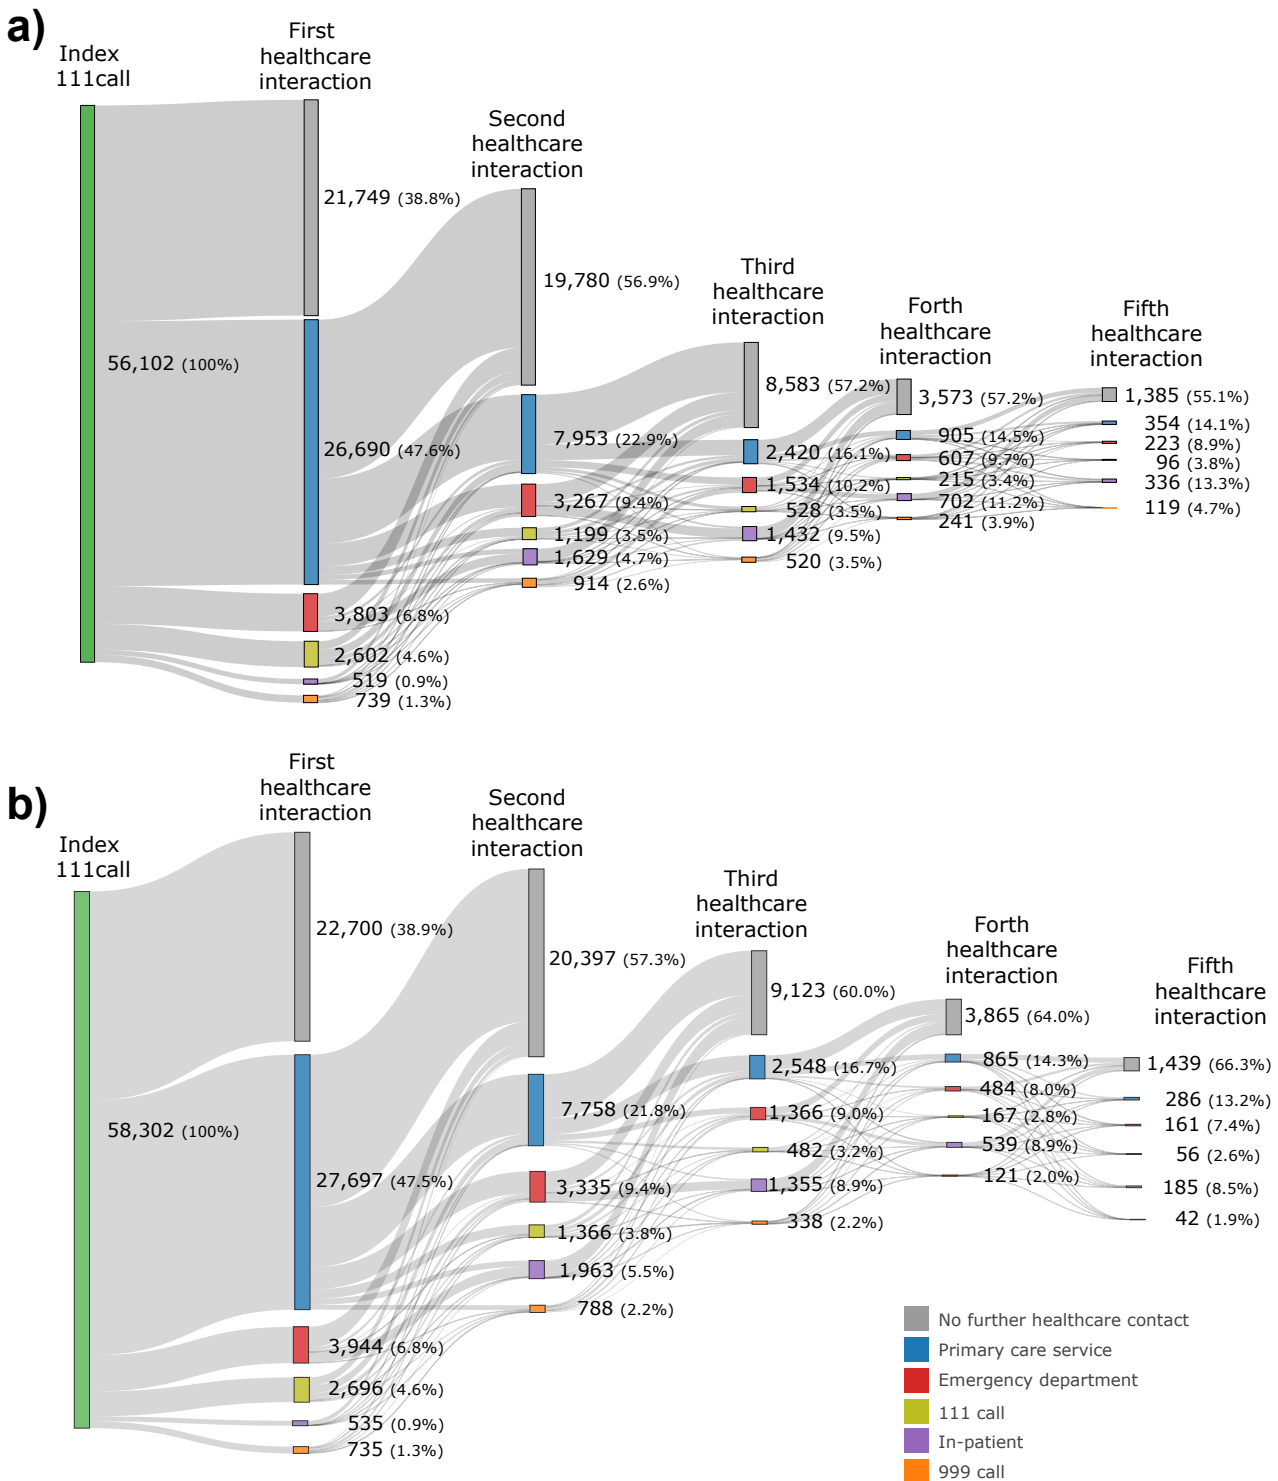 a)
Index
111call
First
healthcare
interaction
Second
healthcare
interaction
Third
healthcare
interaction
Forth
healthcare
interaction
Fifth
healthcare
interaction
56,102 (100%)
21,749 (38.8%)
26,690 (47.6%)
3,803 (6.8%)
2,602 (4.6%)
519 (0.9%)
739 (1.3%)
19,780 (56.9%)
7,953 (22.9%)
3,267 (9.4%)
1,199 (3.5%)
1,629 (4.7%)
914 (2.6%)
8,583 (57.2%)
2,420 (16.1%)
1,534 (10.2%)
528 (3.5%)
1,432 (9.5%)
520 (3.5%)
3,573 (57.2%)
905 (14.5%)
607 (9.7%)
215 (3.4%)
702 (11.2%)
241 (3.9%)
1,385 (55.1%)
354 (14.1%)
223 (8.9%)
96 (3.8%)
336 (13.3%)
119 (4.7%)
b)
Index
111call
First
healthcare
interaction
Second
healthcare
interaction
Third
healthcare
interaction
Forth
healthcare
interaction
Fifth
healthcare
interaction
58,302 (100%)
22,700 (38.9%)
27,697 (47.5%)
3,944 (6.8%)
2,696 (4.6%)
535 (0.9%)
735 (1.3%)
20,397 (57.3%)
7,758 (21.8%)
3,335 (9.4%)
1,366 (3.8%)
1,963 (5.5%)
788 (2.2%)
9,123 (60.0%)
2,548 (16.7%)
1,366 (9.0%)
482 (3.2%)
1,355 (8.9%)
338 (2.2%)
3,865 (64.0%)
865 (14.3%)
484 (8.0%)
167 (2.8%)
539 (8.9%)
121 (2.0%)
1,439 (66.3%)
286 (13.2%)
161 (7.4%)
56 (2.6%)
185 (8.5%)
42 (1.9%)
No further healthcare contact
Primary care service
Emergency department
111 call
In-patient
999 call